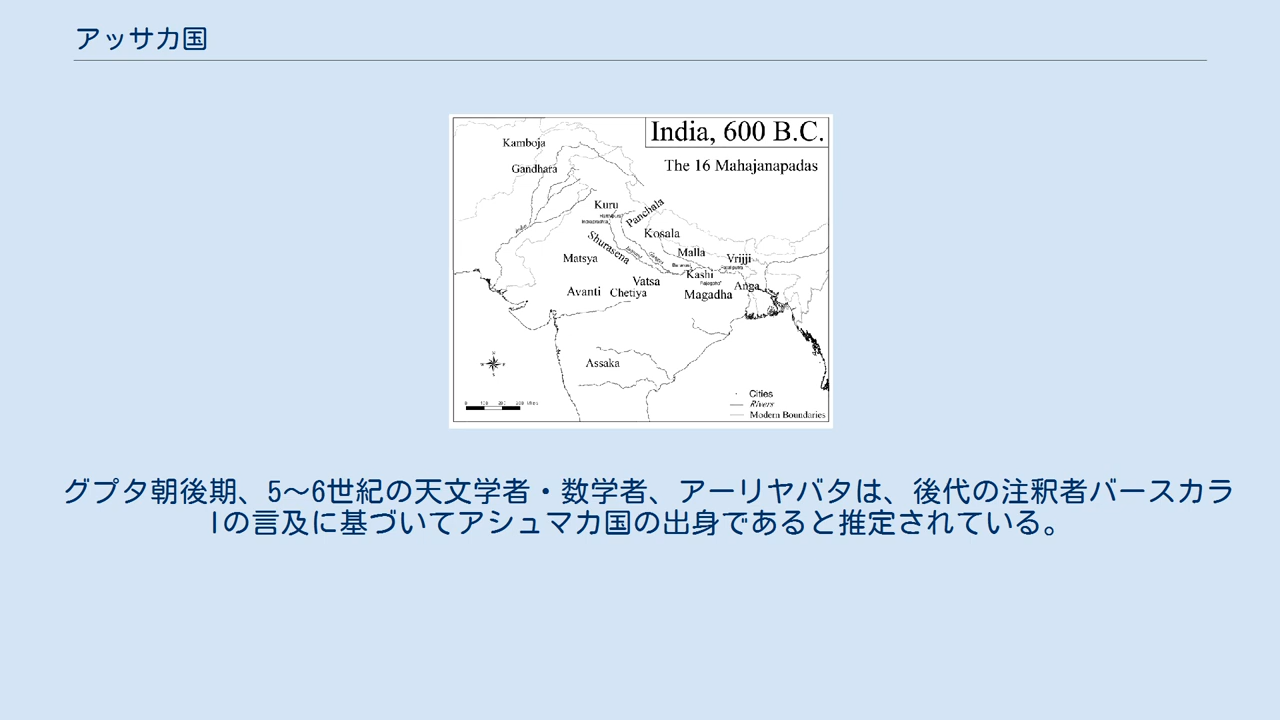 アッサカ国
India, 600 B.C.
The 16 Mahajanapadas
Kamboja
Gandhara
Kuru
Panchala
Kosala
Shurasena
Malla
Vrijji
Matsya
Kashi
Vatsa
Anga
Avanti
Chetiya
Magadha
Assaka
Cities
Rivers
Modern Boundaries
グプタ朝後期、5〜6世紀の天文学者・数学者、アーリヤバタは、後代の注釈者バースカラ
Iの言及に基づいてアシュマカ国の出身であると推定されている。